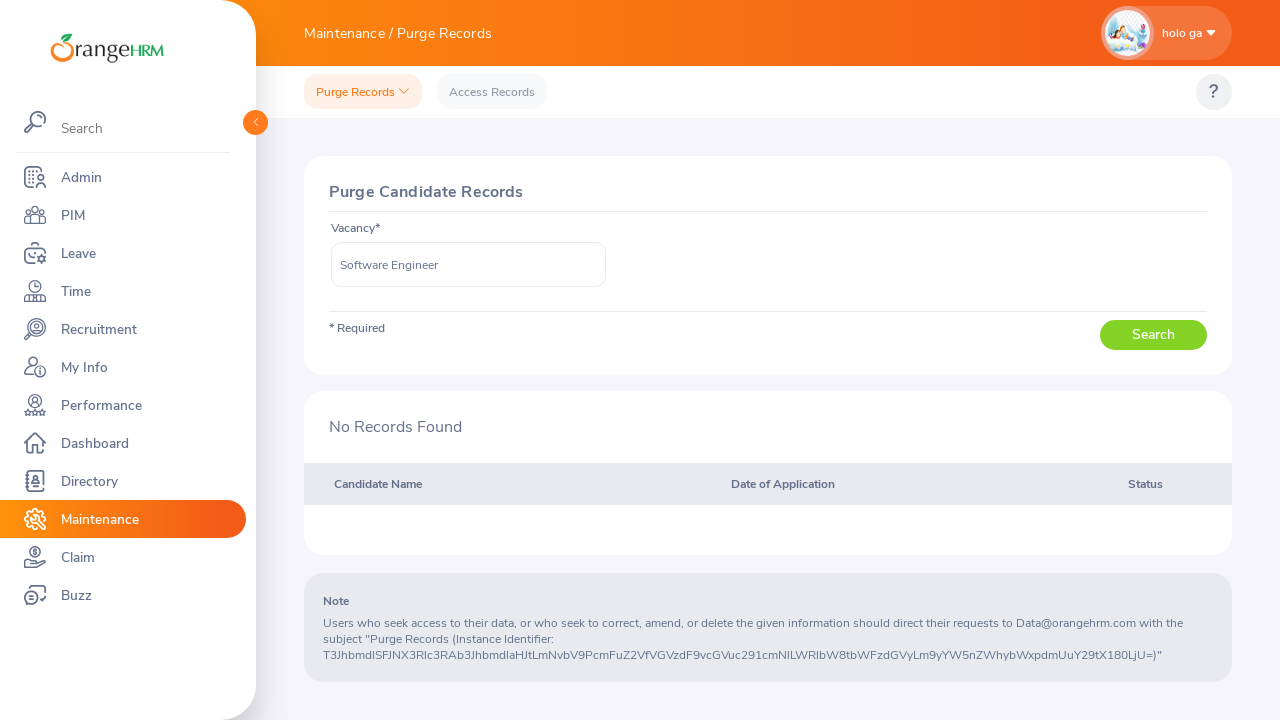 OrangeHRM
Maintenance / Purge Records
holo ga
Purge Records
Access Records
?
Search
Admin
PIM
Leave
Time
Recruitment
My Info
Performance
Dashboard
Directory
Maintenance
Claim
Buzz
Purge Candidate Records
Vacancy*
Software Engineer
* Required
Search
No Records Found
Candidate Name Date of Application Status
Note
Users who seek access to their data, or who seek to correct, amend, or delete the given information should direct their requests to Data@orangehrm.com with the
subject "Purge Records (Instance Identifier: